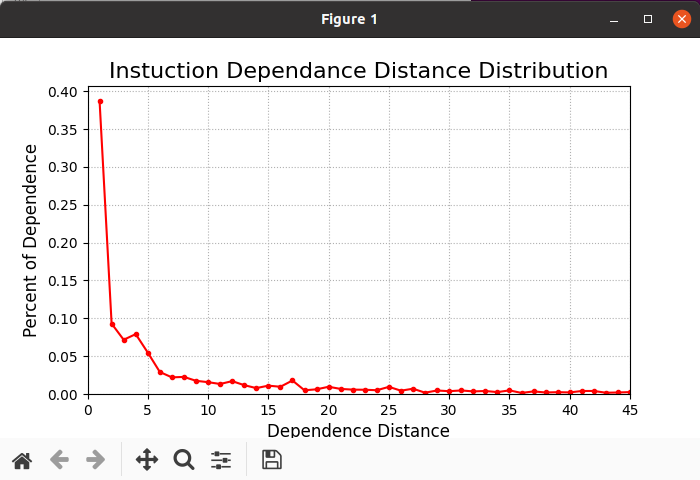 Figure 1
Instuction Dependance Distance Distribution
Percent of Dependence
0.40
0.35
0.30
0.25
0.20
0.15
0.10
0.05
0.00
0 5 10 15 20 25 30 35 40 45
Dependence Distance